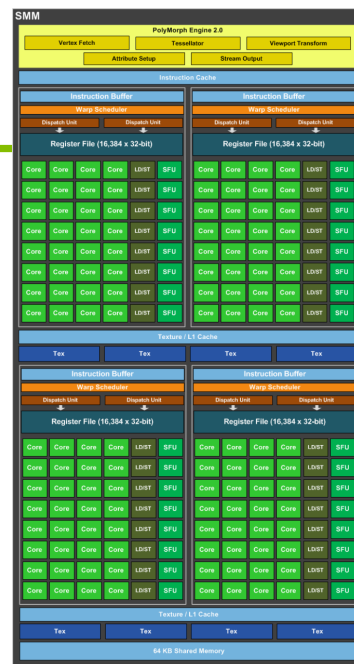 SMM
PolyMorph Engine 2.0
Vertex Fetch Tessellator Viewport Transform
Attribute Setup Stream Output
Instruction Cache
Instruction Buffer Instruction Buffer
Warp Scheduler Warp Scheduler
Dispatch Unit Dispatch Unit Dispatch Unit Dispatch Unit
Register File (16,384 x 32-bit) Register File (16,384 x 32-bit)
Core Core Core Core LD/ST SFU Core Core Core Core LD/ST SFU
Core Core Core Core LD/ST SFU Core Core Core Core LD/ST SFU
Core Core Core Core LD/ST SFU Core Core Core Core LD/ST SFU
Core Core Core Core LD/ST SFU Core Core Core Core LD/ST SFU
Core Core Core Core LD/ST SFU Core Core Core Core LD/ST SFU
Core Core Core Core LD/ST SFU Core Core Core Core LD/ST SFU
Core Core Core Core LD/ST SFU Core Core Core Core LD/ST SFU
Core Core Core Core LD/ST SFU Core Core Core Core LD/ST SFU
Texture / L1 Cache
Tex Tex Tex Tex
Instruction Buffer Instruction Buffer
Warp Scheduler Warp Scheduler
Dispatch Unit Dispatch Unit Dispatch Unit Dispatch Unit
Register File (16,384 x 32-bit) Register File (16,384 x 32-bit)
Core Core Core Core LD/ST SFU Core Core Core Core LD/ST SFU
Core Core Core Core LD/ST SFU Core Core Core Core LD/ST SFU
Core Core Core Core LD/ST SFU Core Core Core Core LD/ST SFU
Core Core Core Core LD/ST SFU Core Core Core Core LD/ST SFU
Core Core Core Core LD/ST SFU Core Core Core Core LD/ST SFU
Core Core Core Core LD/ST SFU Core Core Core Core LD/ST SFU
Core Core Core Core LD/ST SFU Core Core Core Core LD/ST SFU
Core Core Core Core LD/ST SFU Core Core Core Core LD/ST SFU
Texture / L1 Cache
Tex Tex Tex Tex
64 KB Shared Memory